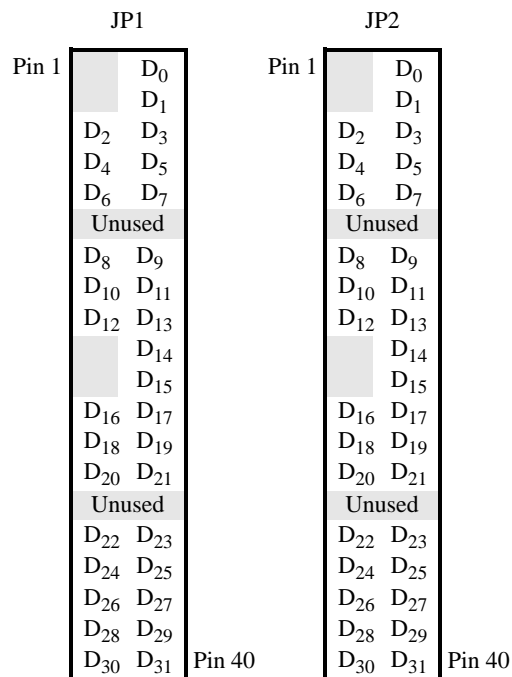 JP1 JP2
Pin 1 D0 Pin 1 D0
D1 D1
D2 D3 D2 D3
D4 D5 D4 D5
D6 D7 D6 D7
Unused Unused
D8 D9 D8 D9
D10 D11 D10 D11
D12 D13 D12 D13
D14 D14
D15 D15
D16 D17 D16 D17
D18 D19 D18 D19
D20 D21 D20 D21
Unused Unused
D22 D23 D22 D23
D24 D25 D24 D25
D26 D27 D26 D27
D28 D29 D28 D29
D30 D31 Pin 40 D30 D31 Pin 40